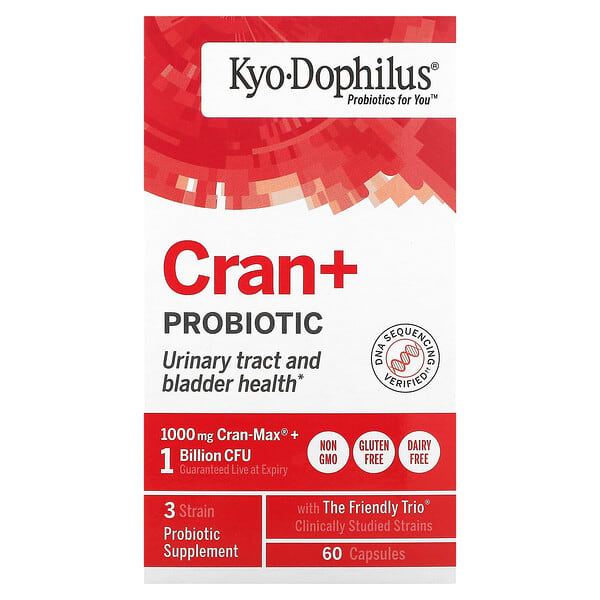 Kyo·Dophilus®
Probiotics for You™
Cran+
PROBIOTIC
Urinary tract and
bladder health*
DNA SEQUENCING
VERIFIED††
1000 mg Cran-Max® +
1 Billion CFU
Guaranteed Live at Expiry
NON
GMO
GLUTEN
FREE
DAIRY
FREE
3 Strain
Probiotic
Supplement
with The Friendly Trio®
Clinically Studied Strains
60 Capsules